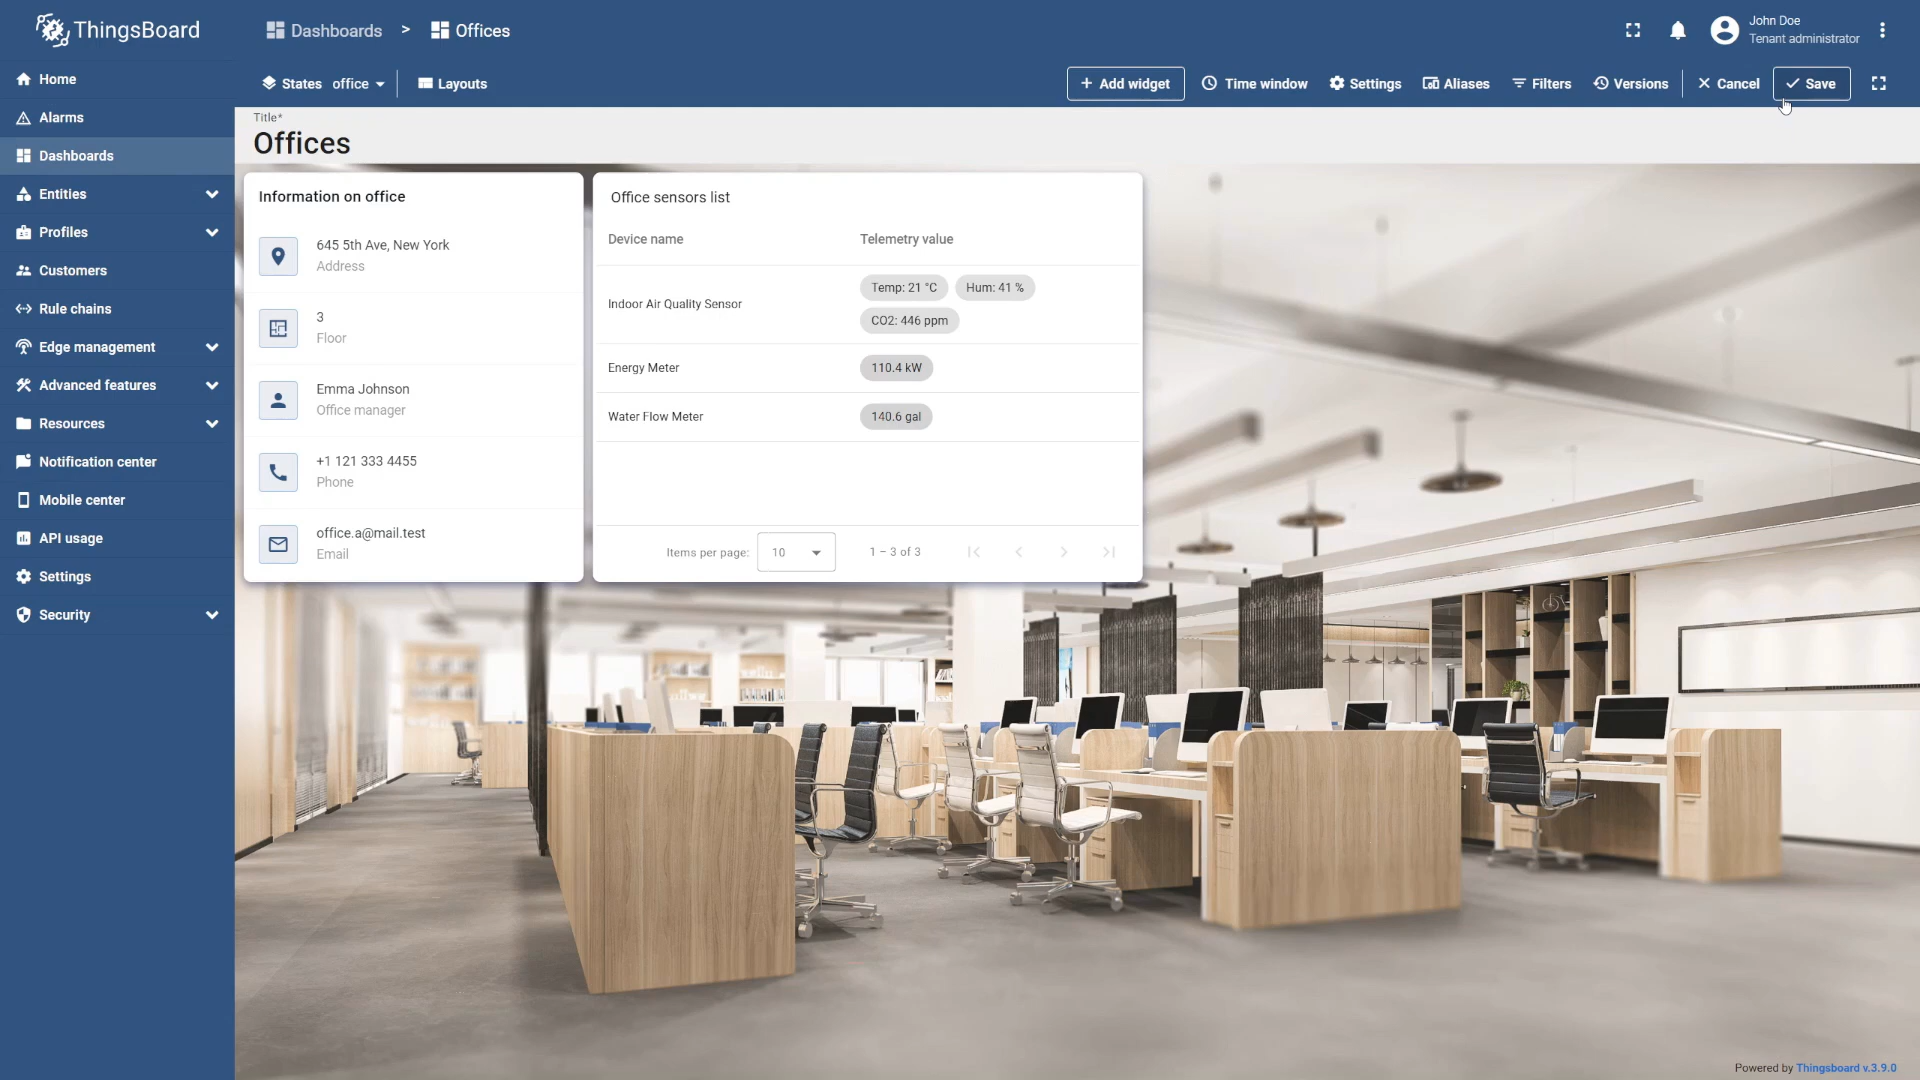 ThingsBoard
Dashboards > Offices
John Doe
Tenant administrator
Home
Alarms
Dashboards
Entities
Profiles
Customers
Rule chains
Edge management
Advanced features
Resources
Notification center
Mobile center
API usage
Settings
Security
States office Layouts
+ Add widget Time window Settings Aliases Filters Versions Cancel Save
Title*
Offices
Information on office
645 5th Ave, New York
Address
3
Floor
Emma Johnson
Office manager
+1 121 333 4455
Phone
office.a@mail.test
Email
Office sensors list
Device name Telemetry value
Indoor Air Quality Sensor Temp: 21 °C Hum: 41 %
CO2: 446 ppm
Energy Meter 110.4 kW
Water Flow Meter 140.6 gal
Items per page: 10 1 – 3 of 3
Powered by Thingsboard v.3.9.0